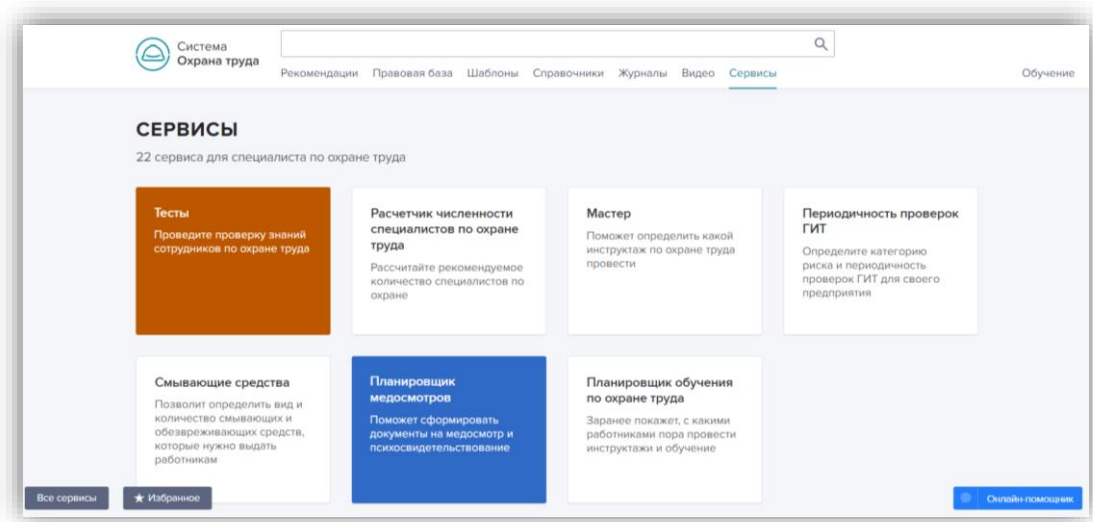 Система
Охрана труда
Рекомендации Правовая база Шаблоны Справочники Журналы Видео Сервисы Обучение
СЕРВИСЫ
22 сервиса для специалиста по охране труда
Тесты
Проведите проверку знаний
сотрудников по охране труда
Расчетчик численности
специалистов по охране
труда
Рассчитайте рекомендуемое
количество специалистов по
охране
Мастер
Поможет определить какой
инструктаж по охране труда
провести
Периодичность проверок
ГИТ
Определите категорию
риска и периодичность
проверок ГИТ для своего
предприятия
Смывающие средства
Позволит определить вид и
количество смывающих и
обезвреживающих средств,
которые нужно выдать
работникам
Планировщик
медосмотров
Поможет сформировать
документы на медосмотр и
психосвидетельствование
Планировщик обучения
по охране труда
Заранее покажет, с какими
работниками пора провести
инструктажи и обучение
Все сервисы
Избранное
Онлайн-помощник